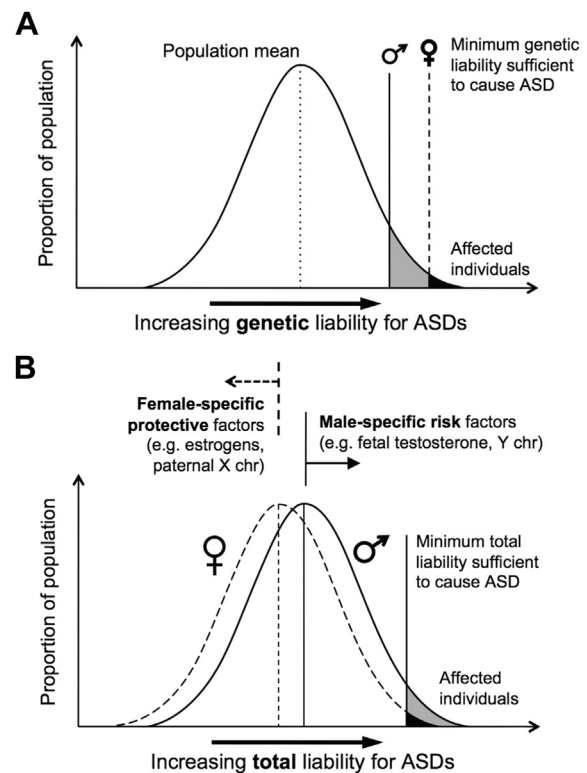 A
Population mean
♂ ♀
Minimum genetic
liability sufficient
to cause ASD
Proportion of population
Affected
individuals
Increasing genetic liability for ASDs
B
Female-specific
protective factors
(e.g. estrogens,
paternal X chr)
Male-specific risk factors
(e.g. fetal testosterone, Y chr)
Proportion of population
♀ ♂
Minimum total
liability sufficient
to cause ASD
Affected
individuals
Increasing total liability for ASDs